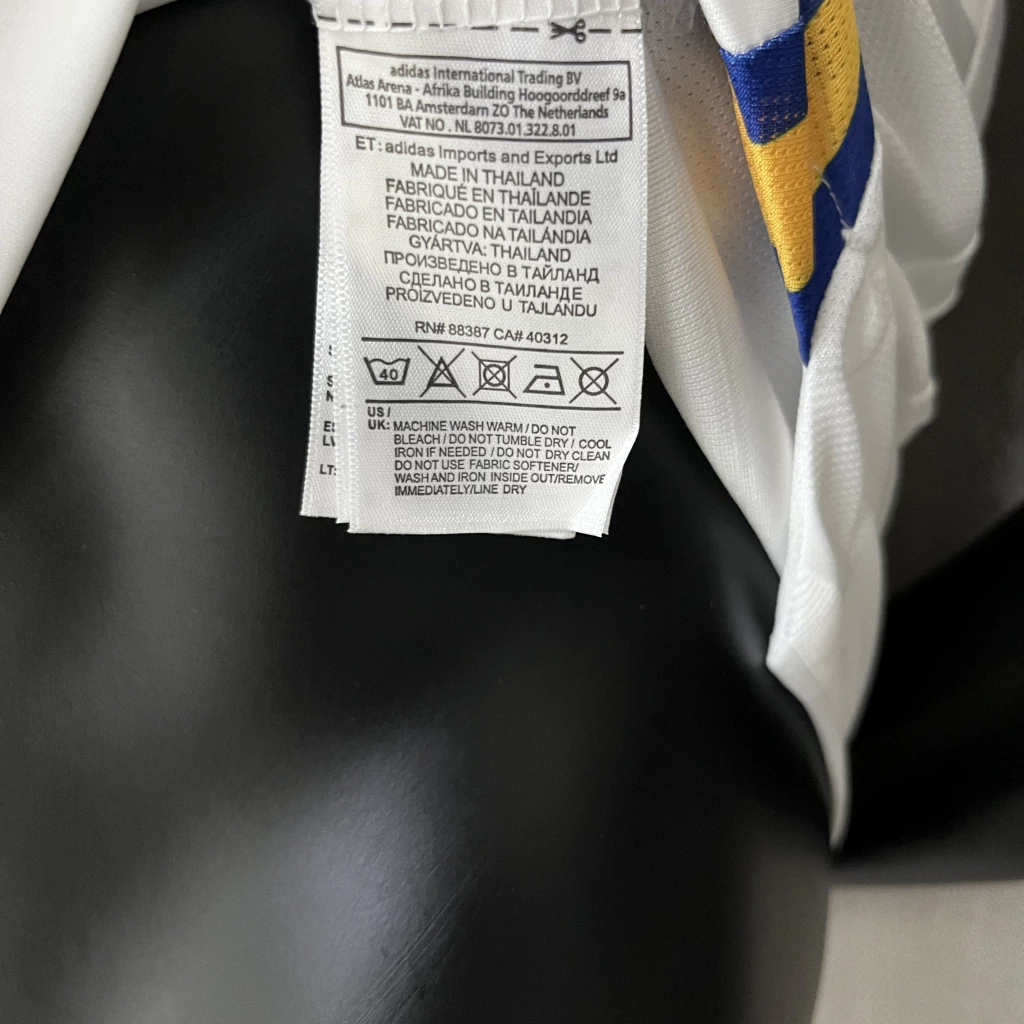 adidas International Trading BV
Atlas Arena - Afrika Building Hoogoorddreef 9a
1101 BA Amsterdam ZO The Netherlands
VAT NO . NL 8073.01.322.8.01
ET: adidas Imports and Exports Ltd
MADE IN THAILAND
FABRIQUÉ EN THAÏLANDE
FABRICADO EN TAILANDIA
FABRICADO NA TAILÁNDIA
GYÁRTVA: THAILAND
ПРОИЗВЕДЕНО В ТАЙЛАНД
СДЕЛАНО В ТАИЛАНДЕ
PROIZVEDENO U TAJLANDU
RN# 88387 CA# 40312
40
US /
UK: MACHINE WASH WARM / DO NOT
BLEACH / DO NOT TUMBLE DRY / COOL
IRON IF NEEDED / DO NOT DRY CLEAN
DO NOT USE FABRIC SOFTENER/
WASH AND IRON INSIDE OUT/REMOVE
IMMEDIATELY/LINE DRY
LT: